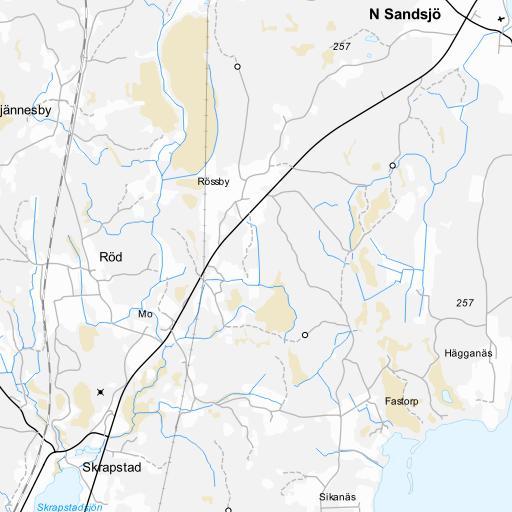 N Sandsjö
257
jännesby
Rössby
Röd
257
Mo
Hägganäs
Fastorp
Skrapstad
Sikanäs
Skrapstadsjön